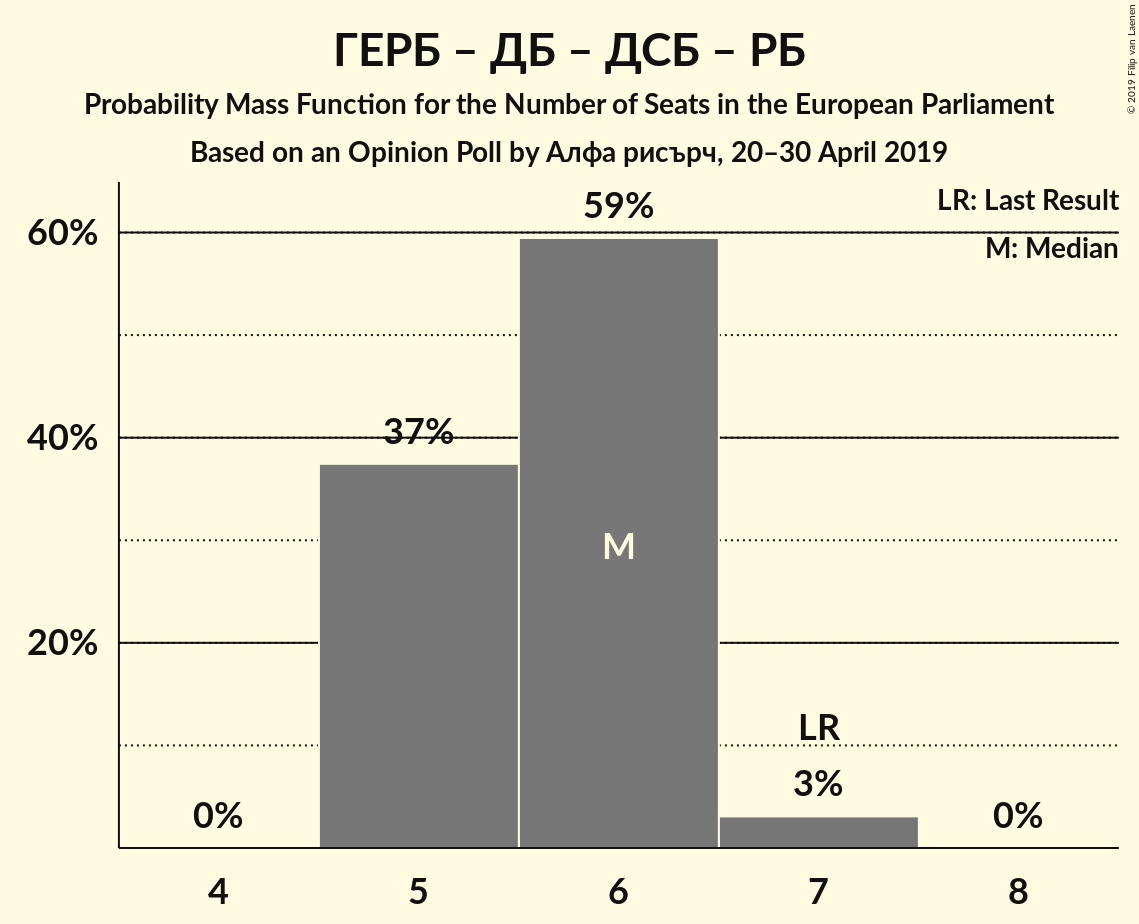 ГЕРБ – ДБ – ДСБ – РБ
Probability Mass Function for the Number of Seats in the European Parliament
Based on an Opinion Poll by Алфа рисърч, 20–30 April 2019
© 2019 Filip van Laenen
LR: Last Result
M: Median
60%
40%
20%
0%
37%
59%
M
LR
3%
0%
4 5 6 7 8